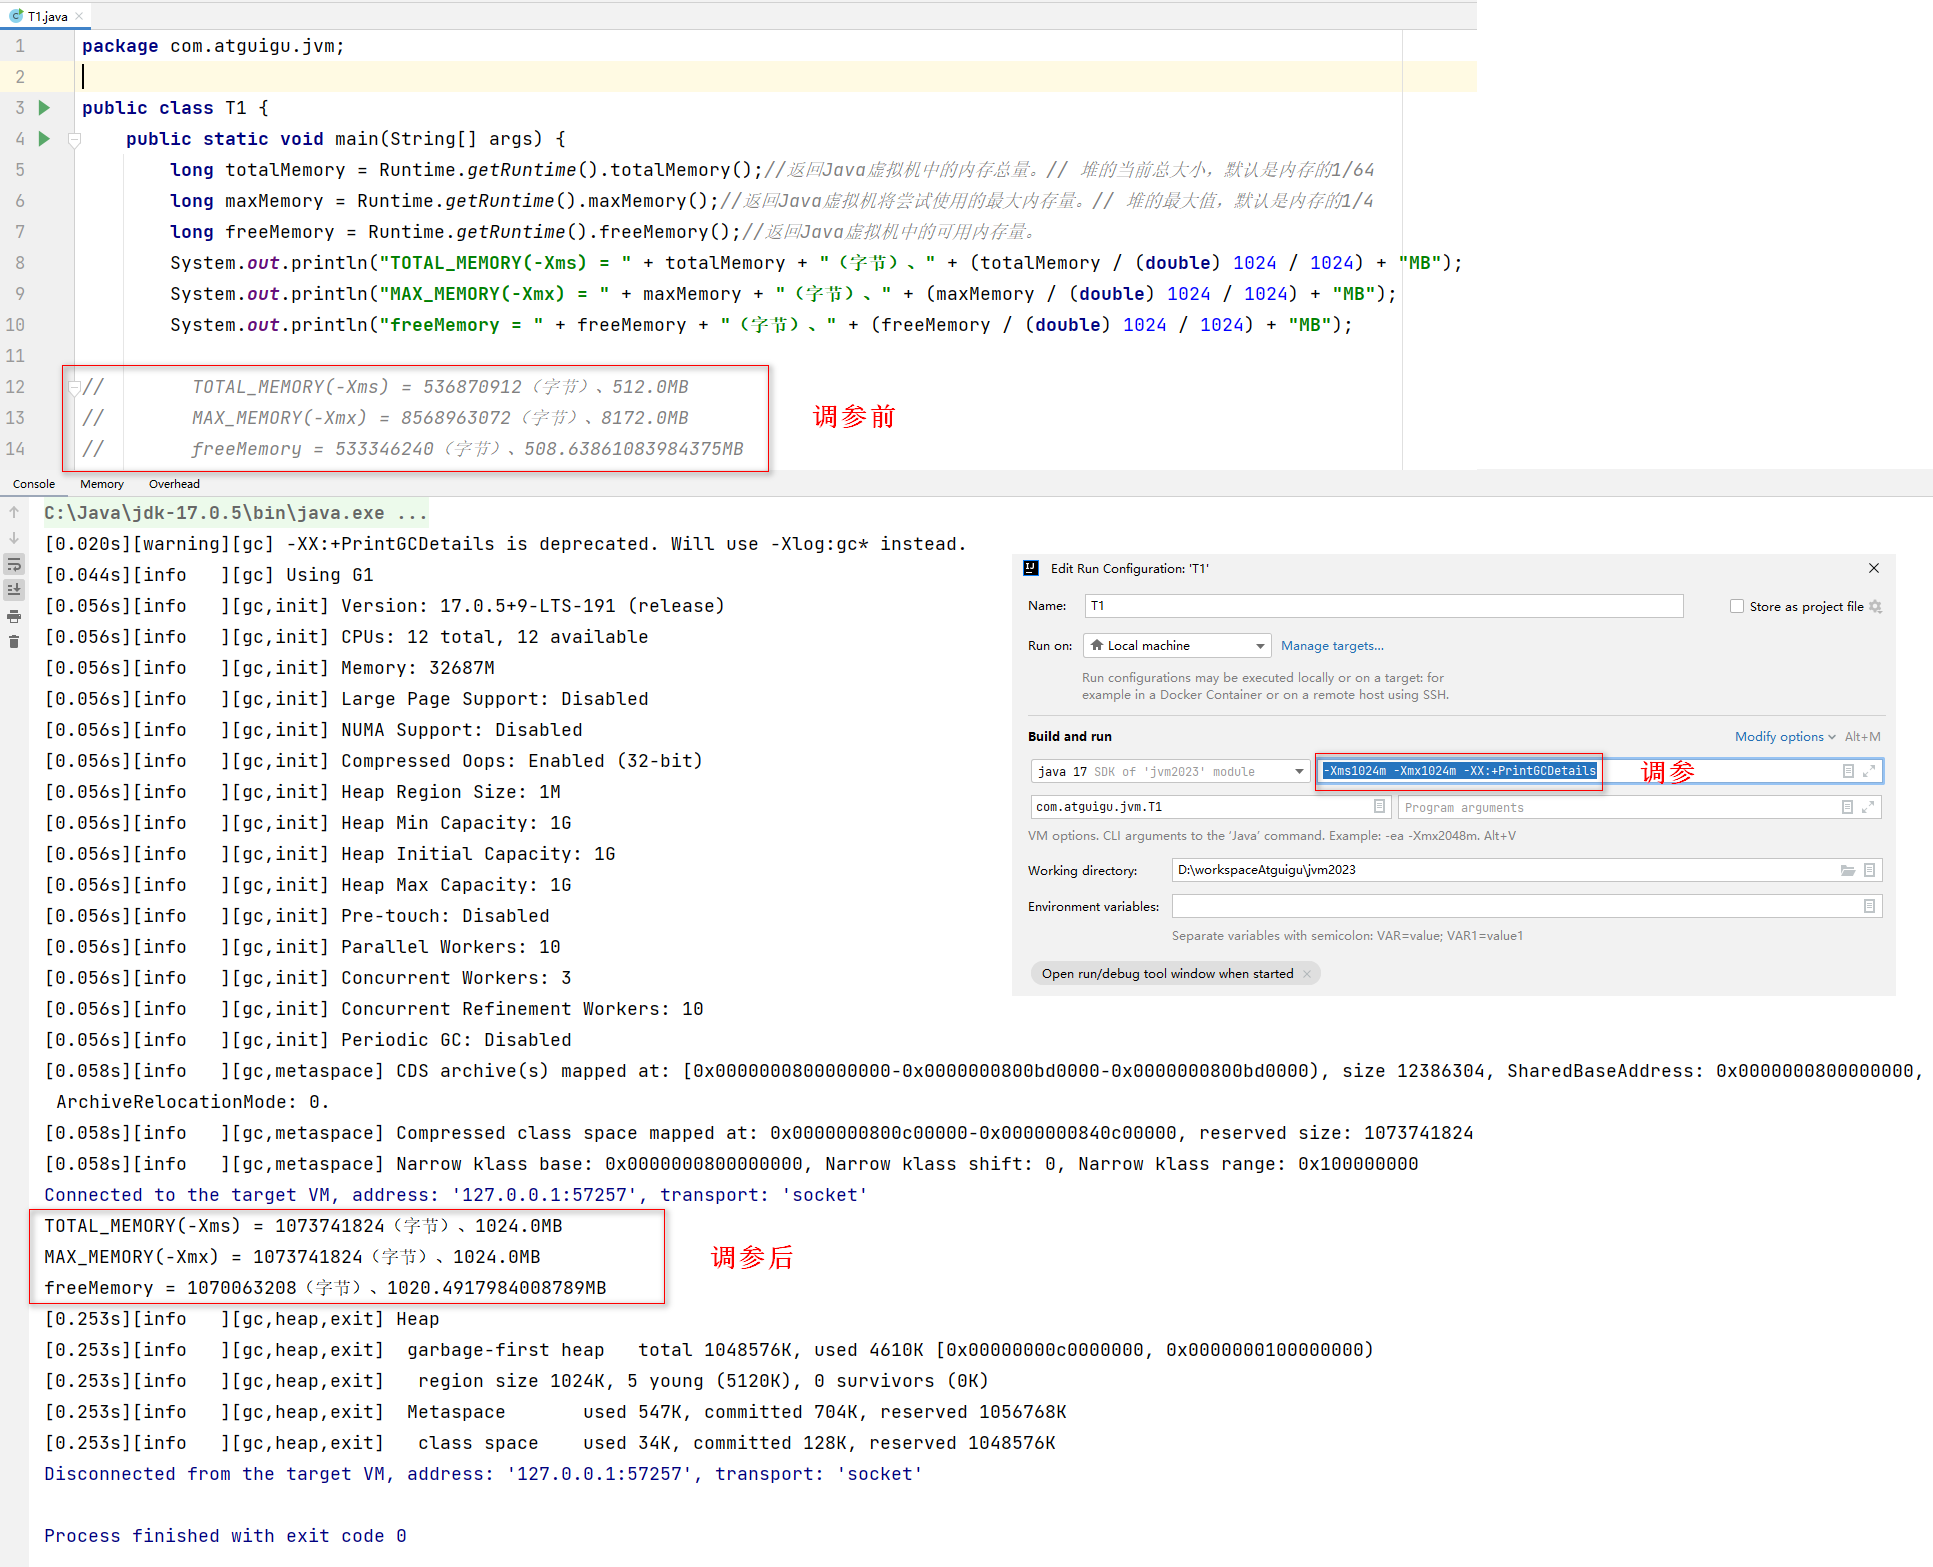 T1.java
1 package com.atguigu.jvm;
2
3 public class T1 {
4 public static void main(String[] args) {
5 long totalMemory = Runtime.getRuntime().totalMemory();//返回Java虚拟机中的内存总量。// 堆的当前总大小，默认是内存的1/64
6 long maxMemory = Runtime.getRuntime().maxMemory();//返回Java虚拟机将尝试使用的最大内存量。// 堆的最大值，默认是内存的1/4
7 long freeMemory = Runtime.getRuntime().freeMemory();//返回Java虚拟机中的可用内存量。
8 System.out.println("TOTAL_MEMORY(-Xms) = " + totalMemory + "（字节）、" + (totalMemory / (double) 1024 / 1024) + "MB");
9 System.out.println("MAX_MEMORY(-Xmx) = " + maxMemory + "（字节）、" + (maxMemory / (double) 1024 / 1024) + "MB");
10 System.out.println("freeMemory = " + freeMemory + "（字节）、" + (freeMemory / (double) 1024 / 1024) + "MB");
11
12 // TOTAL_MEMORY(-Xms) = 536870912（字节）、512.0MB
13 // MAX_MEMORY(-Xmx) = 8568963072（字节）、8172.0MB
14 // freeMemory = 533346240（字节）、508.63861083984375MB
调参前
Console Memory Overhead
C:\Java\jdk-17.0.5\bin\java.exe ...
[0.020s][warning][gc] -XX:+PrintGCDetails is deprecated. Will use -Xlog:gc* instead.
[0.044s][info   ][gc] Using G1
[0.056s][info   ][gc,init] Version: 17.0.5+9-LTS-191 (release)
[0.056s][info   ][gc,init] CPUs: 12 total, 12 available
[0.056s][info   ][gc,init] Memory: 32687M
[0.056s][info   ][gc,init] Large Page Support: Disabled
[0.056s][info   ][gc,init] NUMA Support: Disabled
[0.056s][info   ][gc,init] Compressed Oops: Enabled (32-bit)
[0.056s][info   ][gc,init] Heap Region Size: 1M
[0.056s][info   ][gc,init] Heap Min Capacity: 1G
[0.056s][info   ][gc,init] Heap Initial Capacity: 1G
[0.056s][info   ][gc,init] Heap Max Capacity: 1G
[0.056s][info   ][gc,init] Pre-touch: Disabled
[0.056s][info   ][gc,init] Parallel Workers: 10
[0.056s][info   ][gc,init] Concurrent Workers: 3
[0.056s][info   ][gc,init] Concurrent Refinement Workers: 10
[0.056s][info   ][gc,init] Periodic GC: Disabled
[0.058s][info   ][gc,metaspace] CDS archive(s) mapped at: [0x0000000800000000-0x0000000800bd0000-0x0000000800bd0000), size 12386304, SharedBaseAddress: 0x0000000800000000,
ArchiveRelocationMode: 0.
[0.058s][info   ][gc,metaspace] Compressed class space mapped at: 0x0000000800c00000-0x0000000840c00000, reserved size: 1073741824
[0.058s][info   ][gc,metaspace] Narrow klass base: 0x0000000800000000, Narrow klass shift: 0, Narrow klass range: 0x100000000
Connected to the target VM, address: '127.0.0.1:57257', transport: 'socket'
TOTAL_MEMORY(-Xms) = 1073741824（字节）、1024.0MB
MAX_MEMORY(-Xmx) = 1073741824（字节）、1024.0MB
freeMemory = 1070063208（字节）、1020.4917984008789MB
调参后
[0.253s][info   ][gc,heap,exit] Heap
[0.253s][info   ][gc,heap,exit]  garbage-first heap   total 1048576K, used 4610K [0x00000000c0000000, 0x0000000100000000)
[0.253s][info   ][gc,heap,exit]   region size 1024K, 5 young (5120K), 0 survivors (0K)
[0.253s][info   ][gc,heap,exit]  Metaspace       used 547K, committed 704K, reserved 1056768K
[0.253s][info   ][gc,heap,exit]   class space    used 34K, committed 128K, reserved 1048576K
Disconnected from the target VM, address: '127.0.0.1:57257', transport: 'socket'
Process finished with exit code 0
Edit Run Configuration: 'T1'
Name: T1 Store as project file
Run on: Local machine Manage targets...
Run configurations may be executed locally or on a target: for
example in a Docker Container or on a remote host using SSH.
Build and run Modify options Alt+M
java 17 SDK of 'jvm2023' module -Xms1024m -Xmx1024m -XX:+PrintGCDetails 调参
com.atguigu.jvm.T1 Program arguments
VM options. CLI arguments to the 'Java' command. Example: -ea -Xmx2048m. Alt+V
Working directory: D:\workspaceAtguigu\jvm2023
Environment variables:
Separate variables with semicolon: VAR=value; VAR1=value1
Open run/debug tool window when started